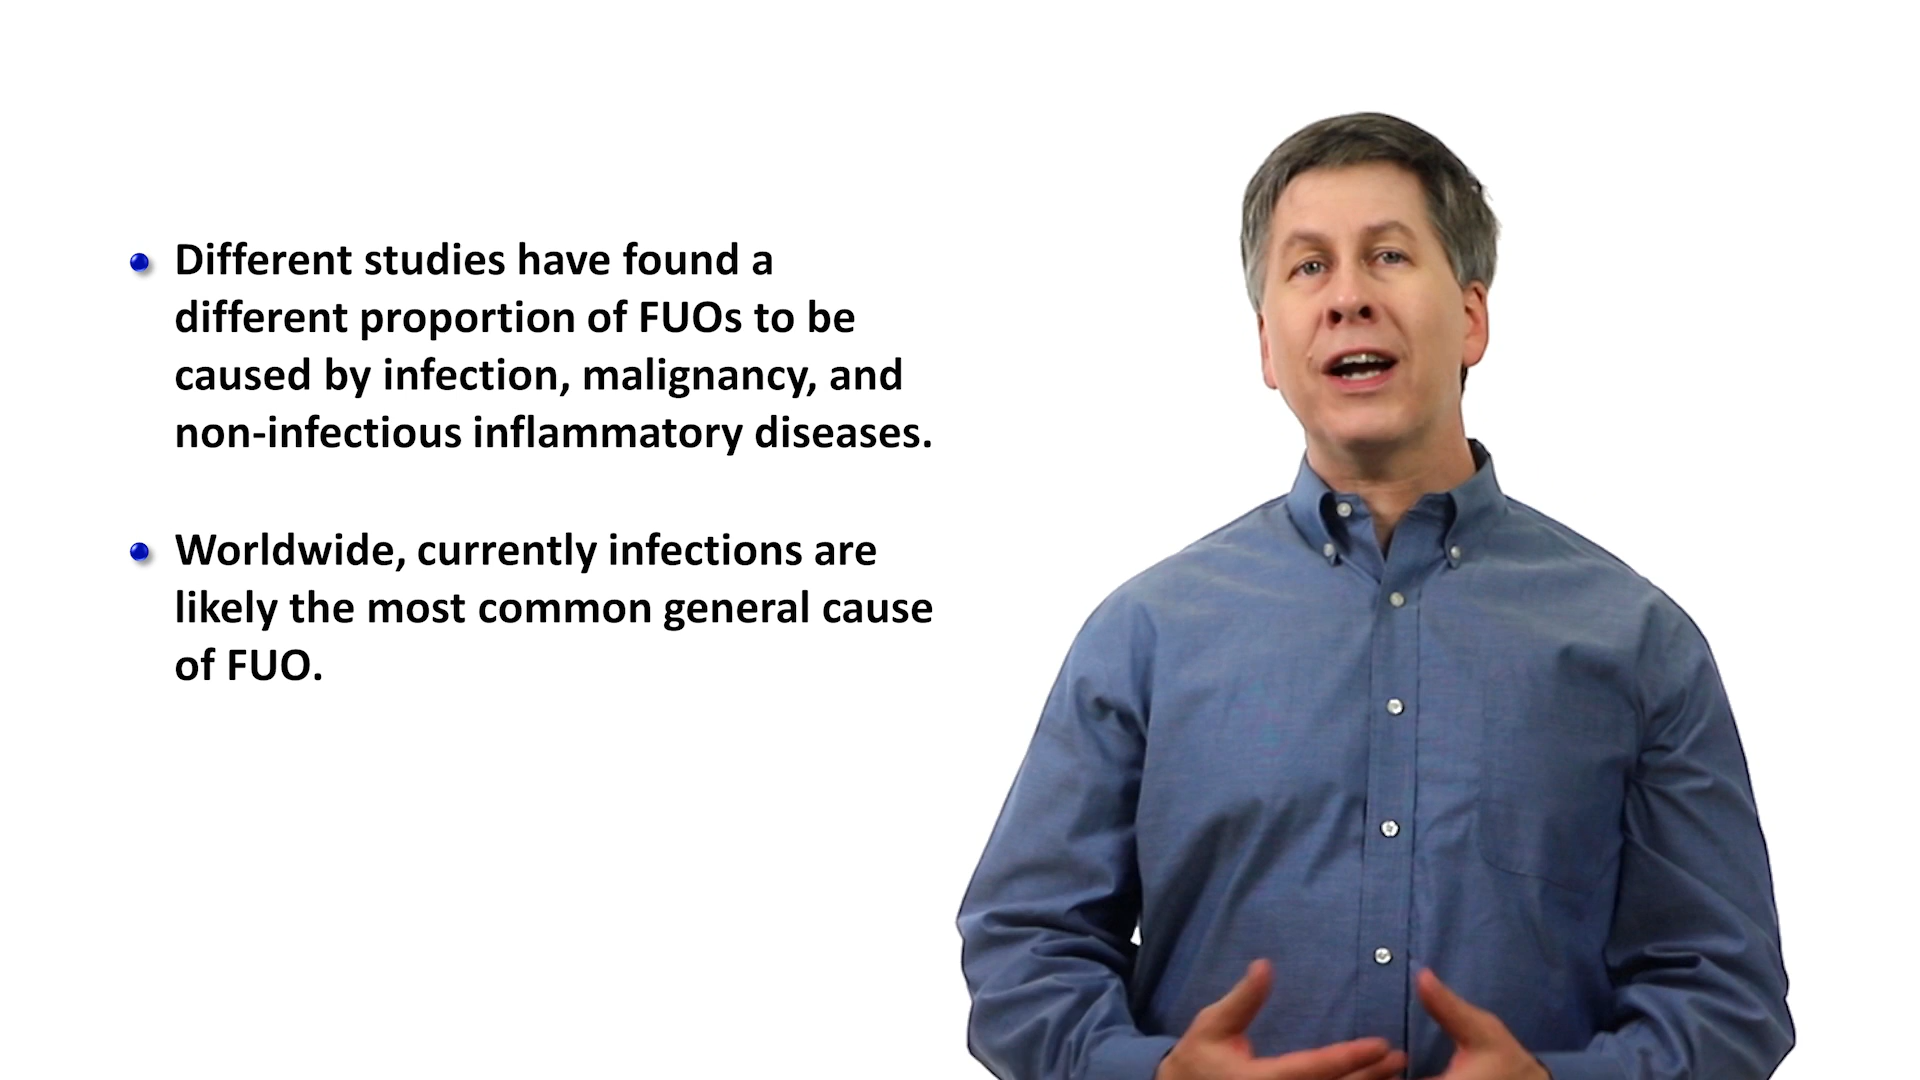 Different studies have found a
different proportion of FUOs to be
caused by infection, malignancy, and
non-infectious inflammatory diseases.
Worldwide, currently infections are
likely the most common general cause
of FUO.